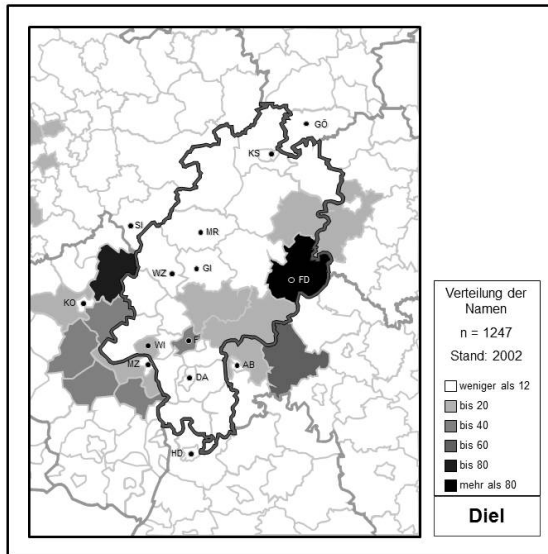 GÖ
KS
SI
MR
WZ
GI
FD
KO
WI
F
MZ
AB
DA
HD
Verteilung der
Namen
n = 1247
Stand: 2002
weniger als 12
bis 20
bis 40
bis 60
bis 80
mehr als 80
Diel